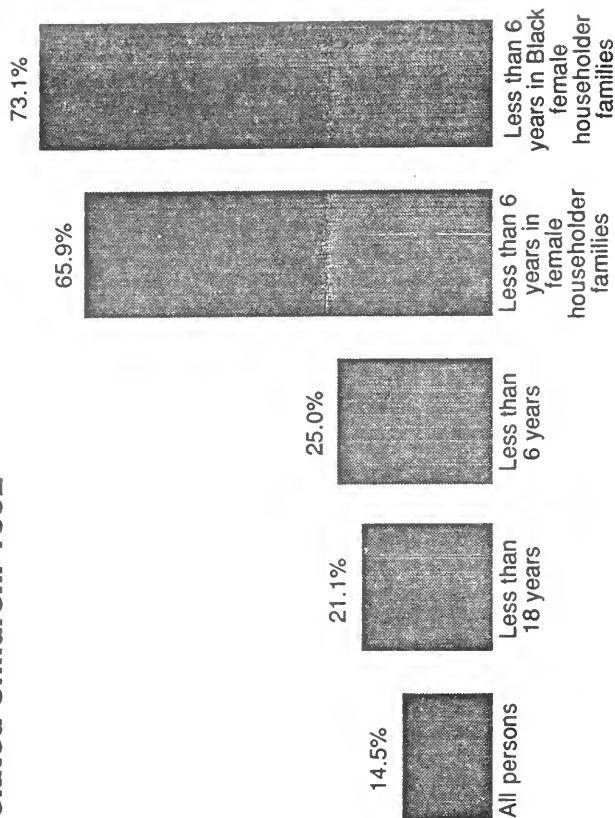 Children: 1992
73.1%
65.9%
25.0%
21.1%
14.5%
All persons
Less than
18 years
Less than
6 years
Less than 6
years in
female
householder
families
Less than 6
years in Black
female
householder
families